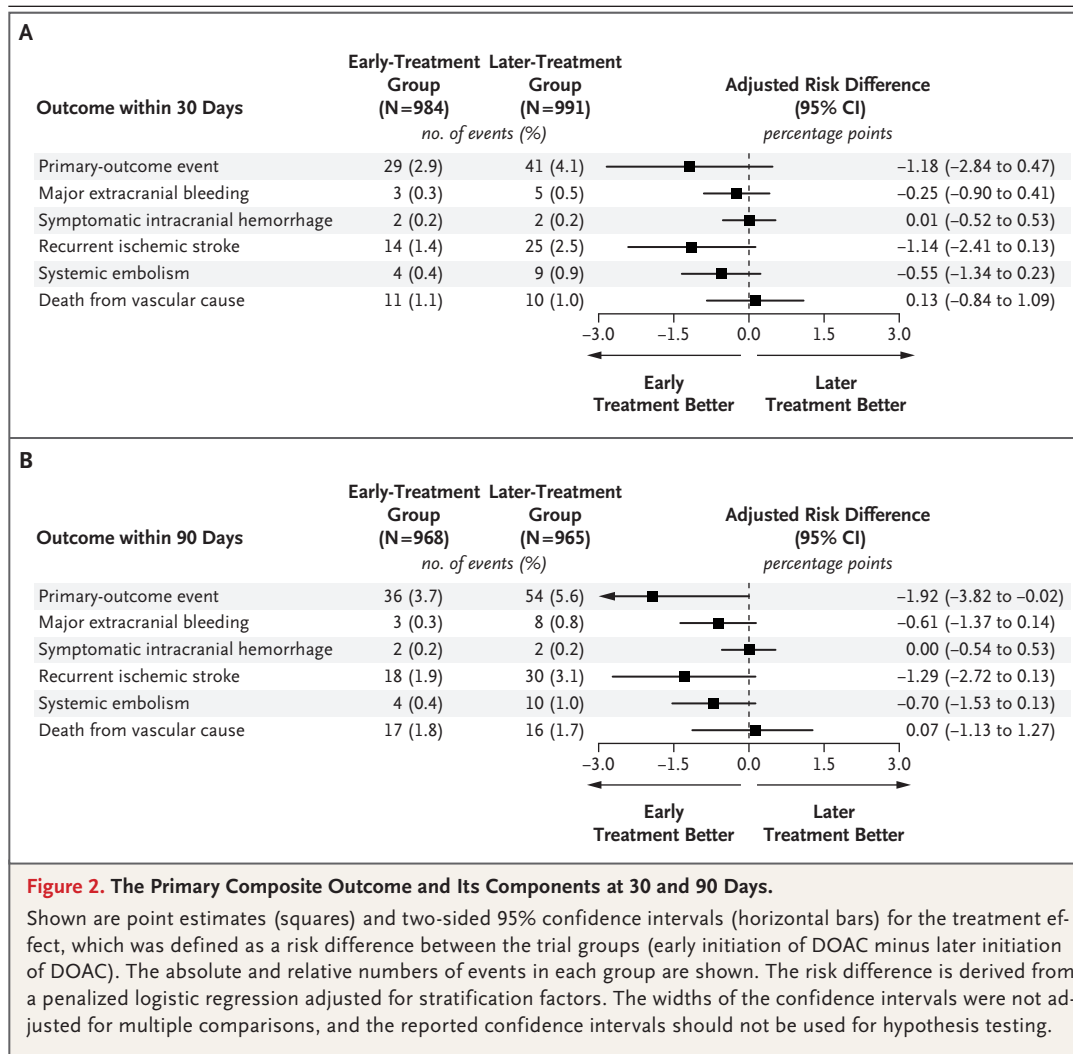 A
Early-Treatment Later-Treatment
Group Group Adjusted Risk Difference
Outcome within 30 Days (N=984) (N=991) (95% CI)
no. of events (%) percentage points
Primary-outcome event 29 (2.9) 41 (4.1) −1.18 (−2.84 to 0.47)
Major extracranial bleeding 3 (0.3) 5 (0.5) −0.25 (−0.90 to 0.41)
Symptomatic intracranial hemorrhage 2 (0.2) 2 (0.2) 0.01 (−0.52 to 0.53)
Recurrent ischemic stroke 14 (1.4) 25 (2.5) −1.14 (−2.41 to 0.13)
Systemic embolism 4 (0.4) 9 (0.9) −0.55 (−1.34 to 0.23)
Death from vascular cause 11 (1.1) 10 (1.0) 0.13 (−0.84 to 1.09)
−3.0 −1.5 0.0 1.5 3.0
Early Later
Treatment Better Treatment Better
B
Early-Treatment Later-Treatment
Group Group Adjusted Risk Difference
Outcome within 90 Days (N=968) (N=965) (95% CI)
no. of events (%) percentage points
Primary-outcome event 36 (3.7) 54 (5.6) −1.92 (−3.82 to −0.02)
Major extracranial bleeding 3 (0.3) 8 (0.8) −0.61 (−1.37 to 0.14)
Symptomatic intracranial hemorrhage 2 (0.2) 2 (0.2) 0.00 (−0.54 to 0.53)
Recurrent ischemic stroke 18 (1.9) 30 (3.1) −1.29 (−2.72 to 0.13)
Systemic embolism 4 (0.4) 10 (1.0) −0.70 (−1.53 to 0.13)
Death from vascular cause 17 (1.8) 16 (1.7) 0.07 (−1.13 to 1.27)
−3.0 −1.5 0.0 1.5 3.0
Early Later
Treatment Better Treatment Better
Figure 2. The Primary Composite Outcome and Its Components at 30 and 90 Days.
Shown are point estimates (squares) and two-sided 95% confidence intervals (horizontal bars) for the treatment ef-
fect, which was defined as a risk difference between the trial groups (early initiation of DOAC minus later initiation
of DOAC). The absolute and relative numbers of events in each group are shown. The risk difference is derived from
a penalized logistic regression adjusted for stratification factors. The widths of the confidence intervals were not ad-
justed for multiple comparisons, and the reported confidence intervals should not be used for hypothesis testing.